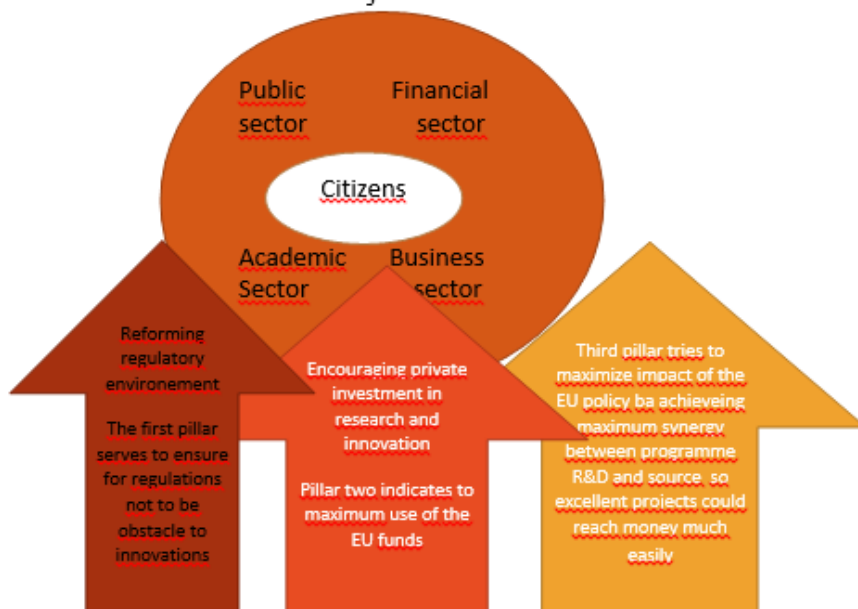 Public
sector
Financial
sector
Citizens
Academic
Sector
Business
sector
Reforming
regulatory
environement
The first pillar
serves to ensure
for regulations
not to be
obstacle to
innovations
Encouraging private
investment in
research and
innovation
Pillar two indicates to
maximum use of the
EU funds
Third pillar tries to
maximize impact of the
EU policy ba achieveing
maximum synergy
between programme
R&D and source, so
excellent projects could
reach money much
easily